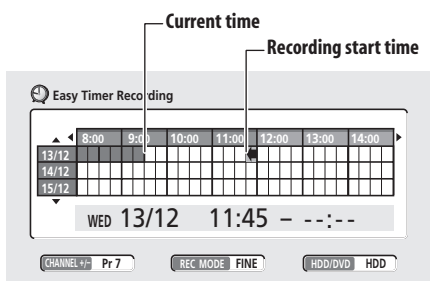 Current time
Recording start time
Easy Timer Recording
8:00 9:00 10:00 11:00 12:00 13:00 14:00
13/12
14/12
15/12
WED 13/12 11:45 – --:--
CHANNEL +/– Pr 7 REC MODE FINE HDD/DVD HDD